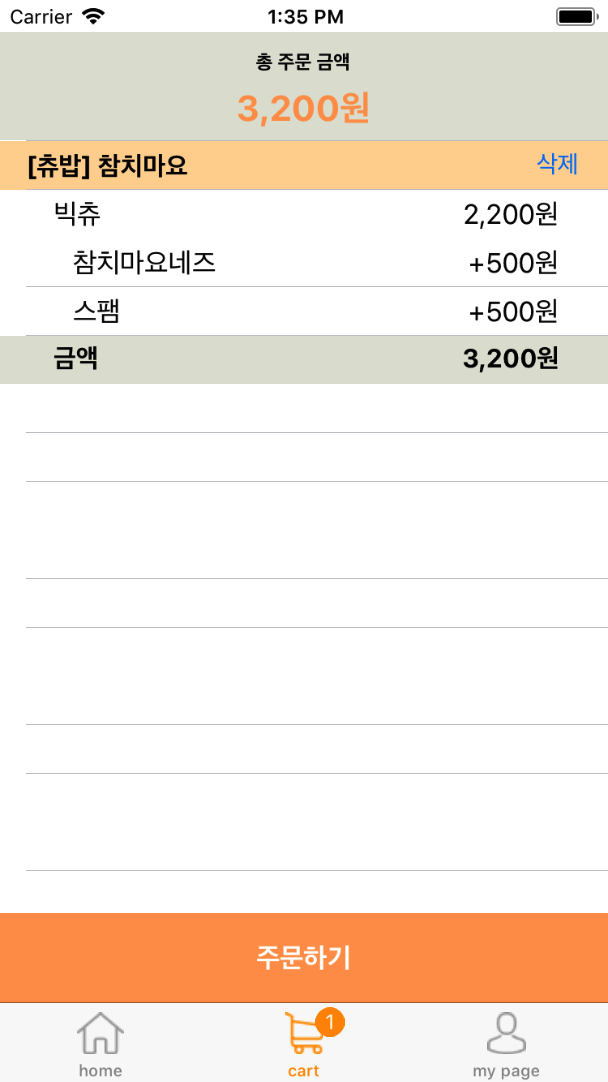 Carrier 1:35 PM
총 주문 금액
3,200원
[츄밥] 참치마요 삭제
빅츄 2,200원
참치마요네즈 +500원
스팸 +500원
금액 3,200원
주문하기
1
home cart my page